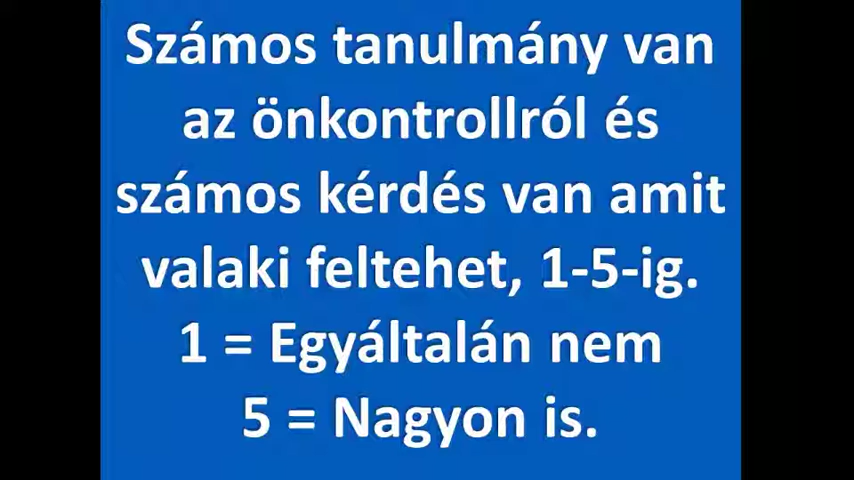 Számos tanulmány van
az önkontrollról és
számos kérdés van amit
valaki feltehet, 1-5-ig.
1 = Egyáltalán nem
5 = Nagyon is.